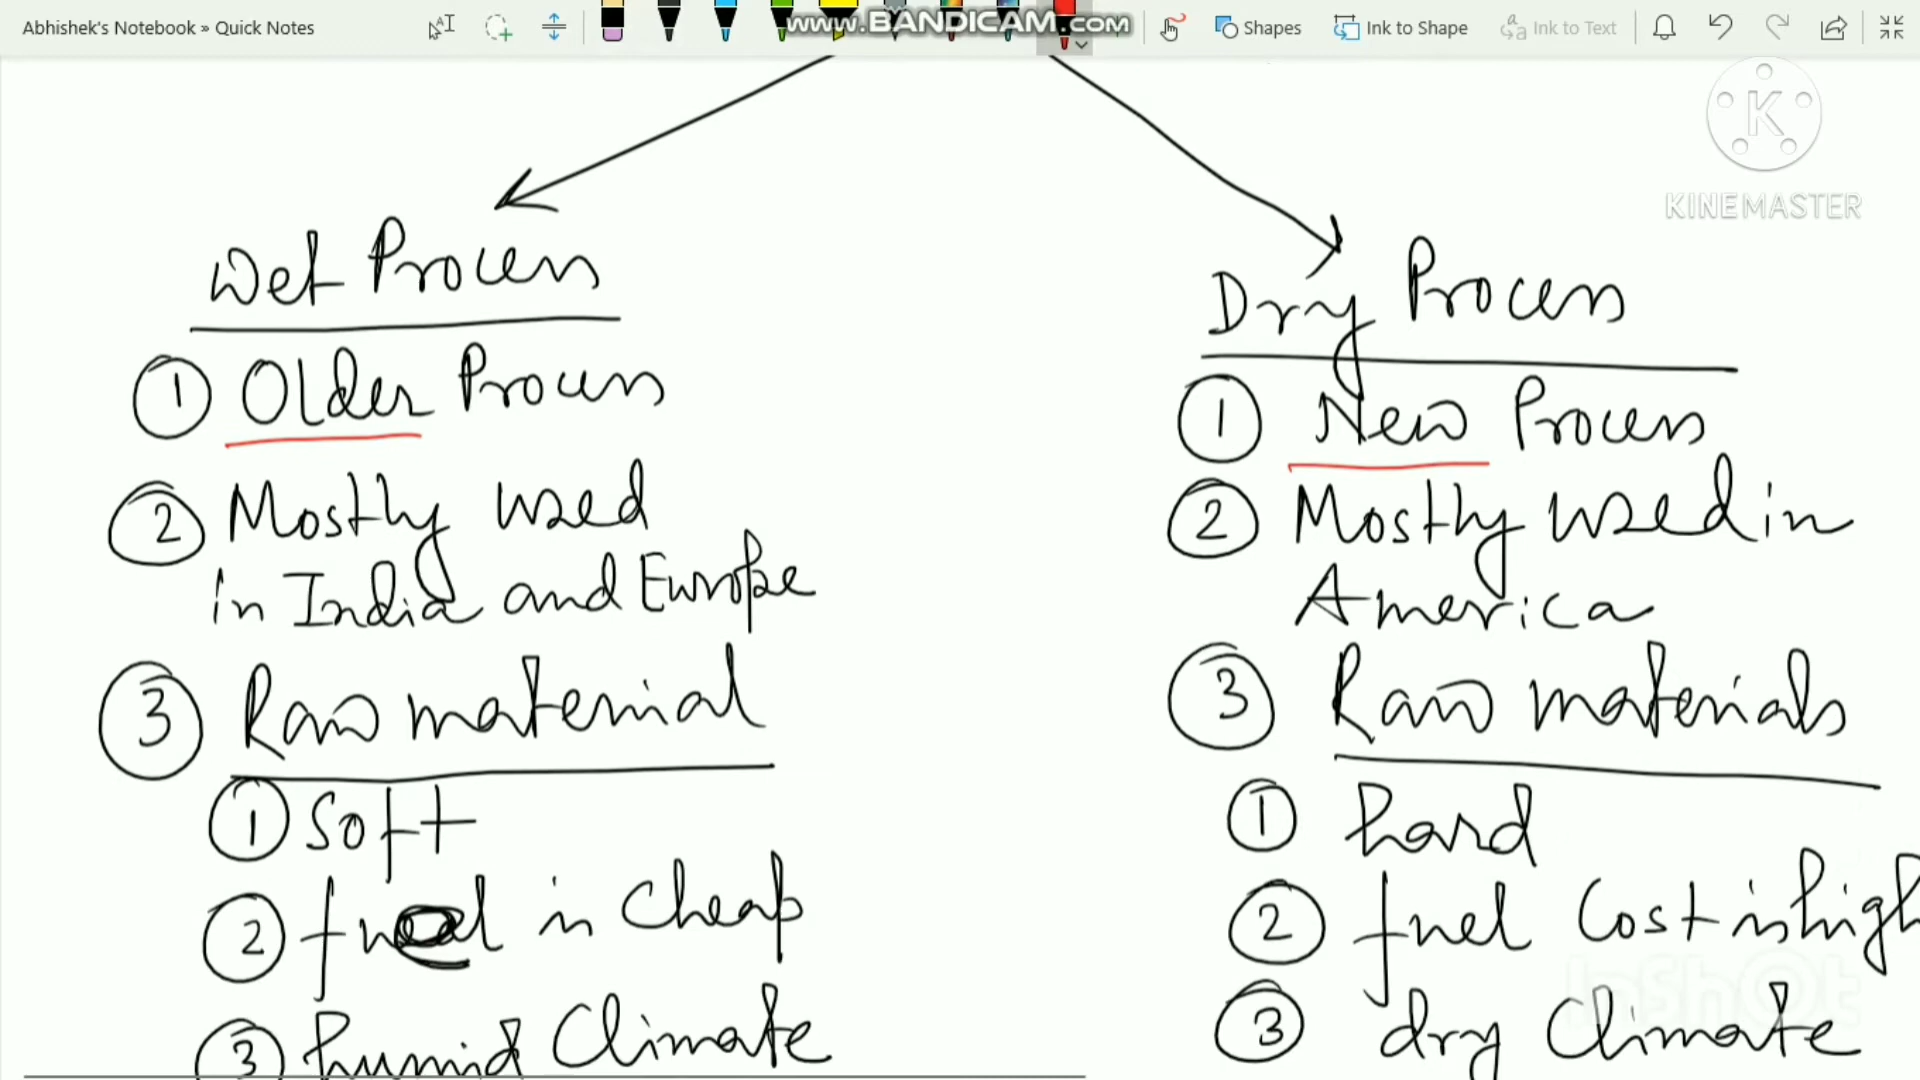 Abhishek's Notebook » Quick Notes
www.BANDICAM.com
Shapes
Ink to Shape
Ink to Text
K
KINEMASTER
Wet Process
① Older Process
② Mostly used
in India and Europe
③ Raw material
① Soft
② fuel is cheap
③ humid Climate
Dry Process
① New Process
② Mostly used in
America
③ Raw materials
① hard
② fuel Cost is high
③ dry Climate
InShOt